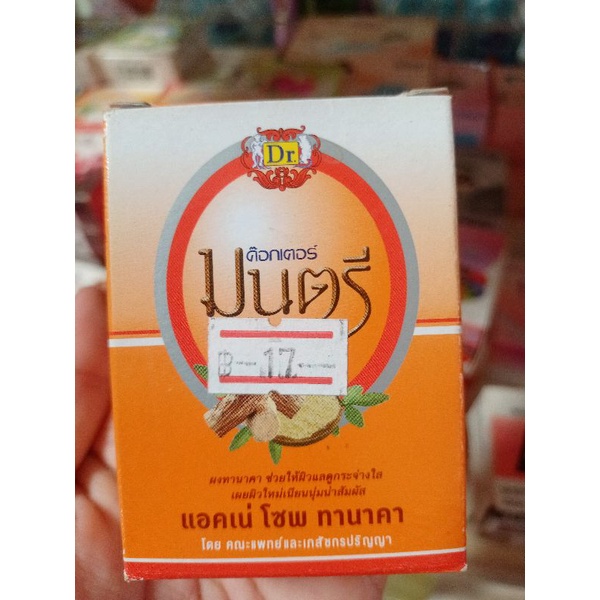 Dr.
ด๊อกเตอร์
มนตรี
B-17-
ผงทานาคา ช่วยให้ผิวแลดูกระจ่างใส
เผยผิวใหม่เนียนนุ่มน่าสัมผัส
แอคเน่ โซพ ทานาคา
โดย คณะแพทย์และเภสัชกรปริญญา